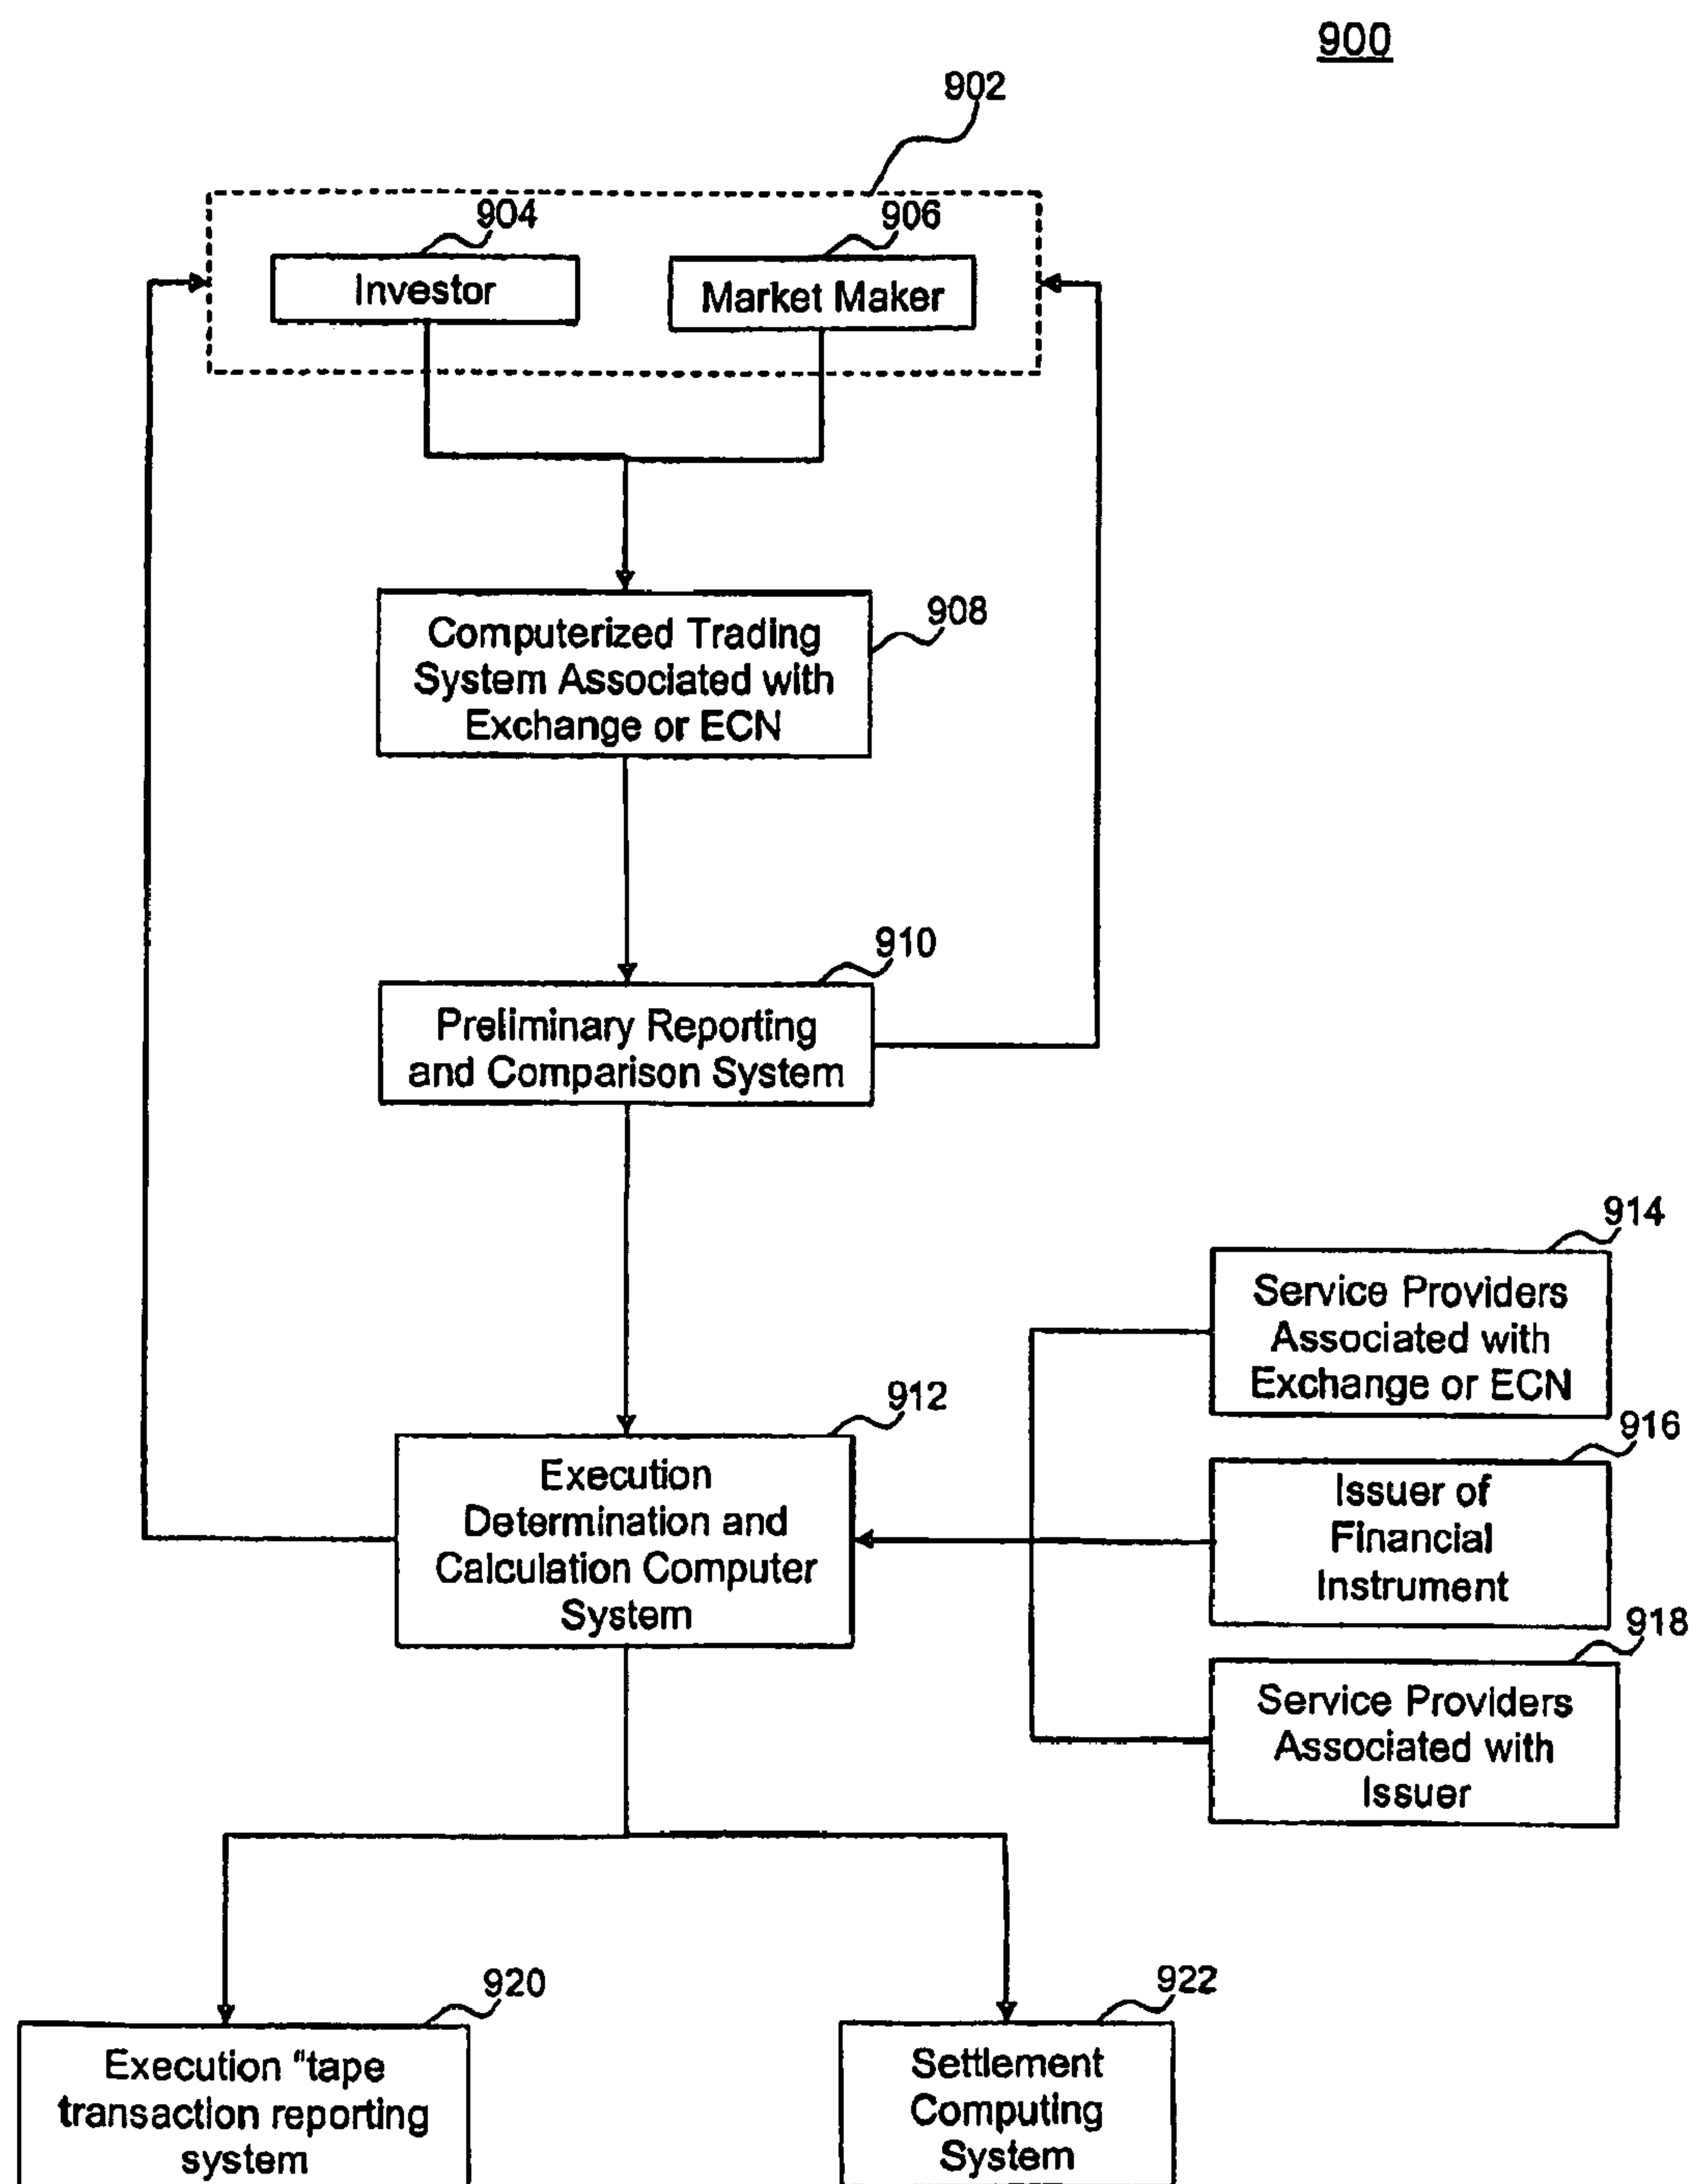 900
902
904
906
Investor
Market Maker
908
Computerized Trading
System Associated with
Exchange or ECN
910
Preliminary Reporting
and Comparison System
914
Service Providers
Associated with
Exchange or ECN
912
Execution
Determination and
Calculation Computer
System
916
Issuer of
Financial
Instrument
918
Service Providers
Associated with
Issuer
920
Execution "tape
transaction reporting
system
922
Settlement
Computing
System